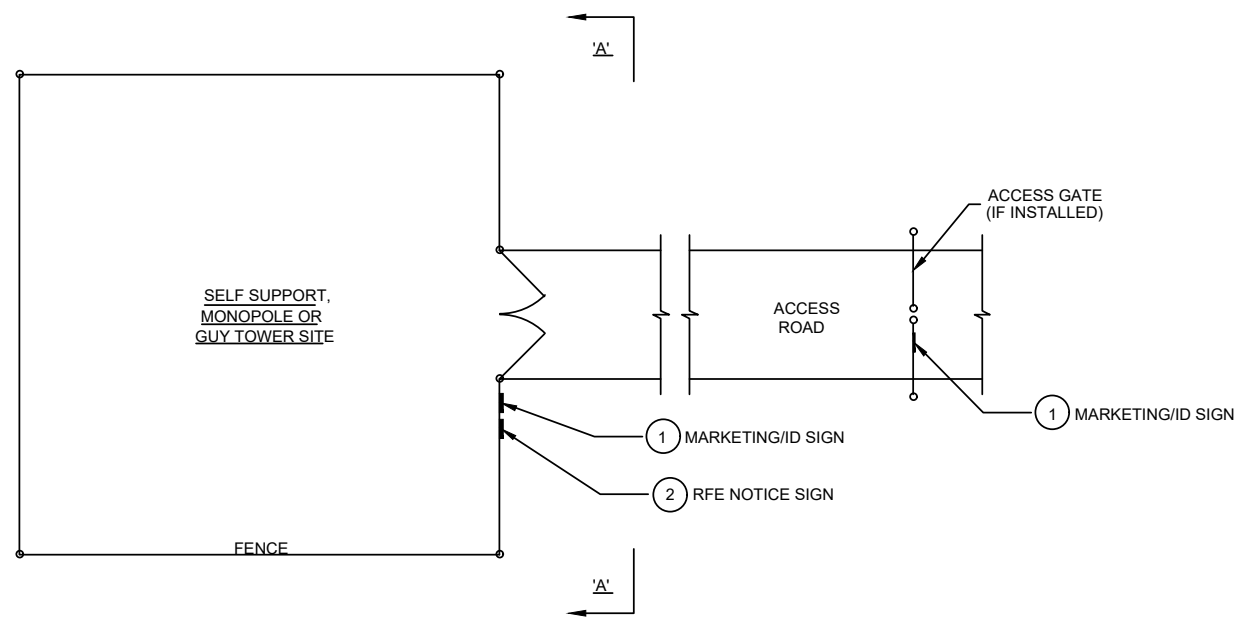 'A'
ACCESS GATE
(IF INSTALLED)
SELF SUPPORT,
MONOPOLE OR
GUY TOWER SITE
ACCESS
ROAD
1 MARKETING/ID SIGN
1 MARKETING/ID SIGN
2 RFE NOTICE SIGN
FENCE
'A'